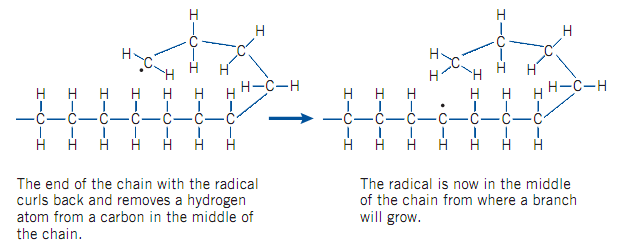 H
H
C
H C
C H H
H
H-C-H
H H H H H H H
-C-C-C-C-C-C-C
H H H H H H H
The end of the chain with the radical
curls back and removes a hydrogen
atom from a carbon in the middle of
the chain.
H
H
C
H C
C H H
H H
H-C-H
H H H H H H
-C-C-C-C-C-C-C
H H H H H H H
The radical is now in the middle
of the chain from where a branch
will grow.